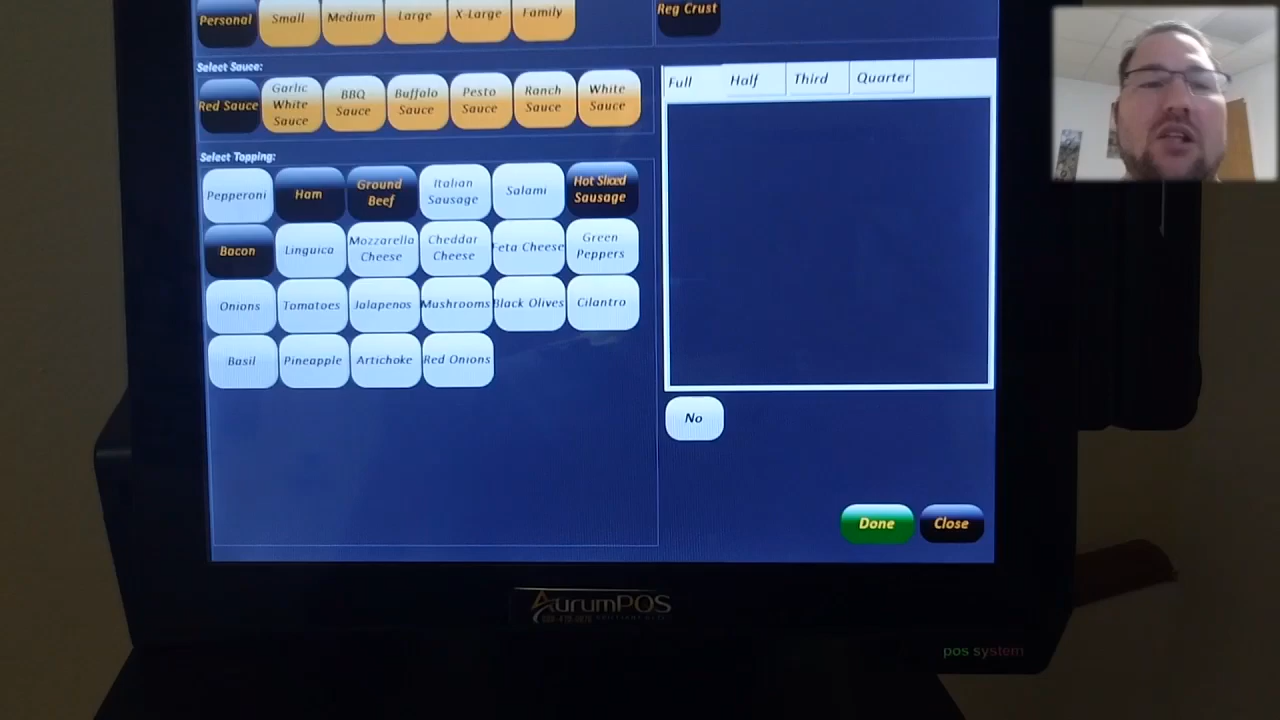 Personal
Small
Medium
Large
X-Large
Family
Reg Crust
Select Sauce:
Red Sauce
Garlic
White
Sauce
BBQ
Sauce
Buffalo
Sauce
Pesto
Sauce
Ranch
Sauce
White
Sauce
Full
Half
Third
Quarter
Select Topping:
Pepperoni
Ham
Ground
Beef
Italian
Sausage
Salami
Hot Sliced
Sausage
Bacon
Linguica
Mozzarella
Cheese
Cheddar
Cheese
Feta Cheese
Green
Peppers
Onions
Tomatoes
Jalapenos
Mushrooms
Black Olives
Cilantro
Basil
Pineapple
Artichoke
Red Onions
No
Done
Close
AurumPOS
pos system